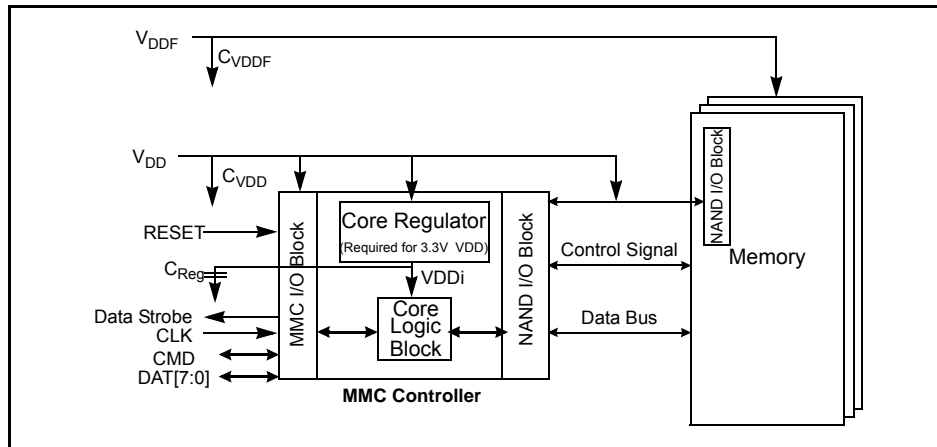 VDDF
CVDDF
VDD
CVDD
RESET
CReg
Data Strobe
CLK
CMD
DAT[7:0]
MMC I/O Block
Core Regulator
(Required for 3.3V VDD)
VDDi
Core
Logic
Block
NAND I/O Block
MMC Controller
Control Signal
Data Bus
NAND I/O Block
Memory